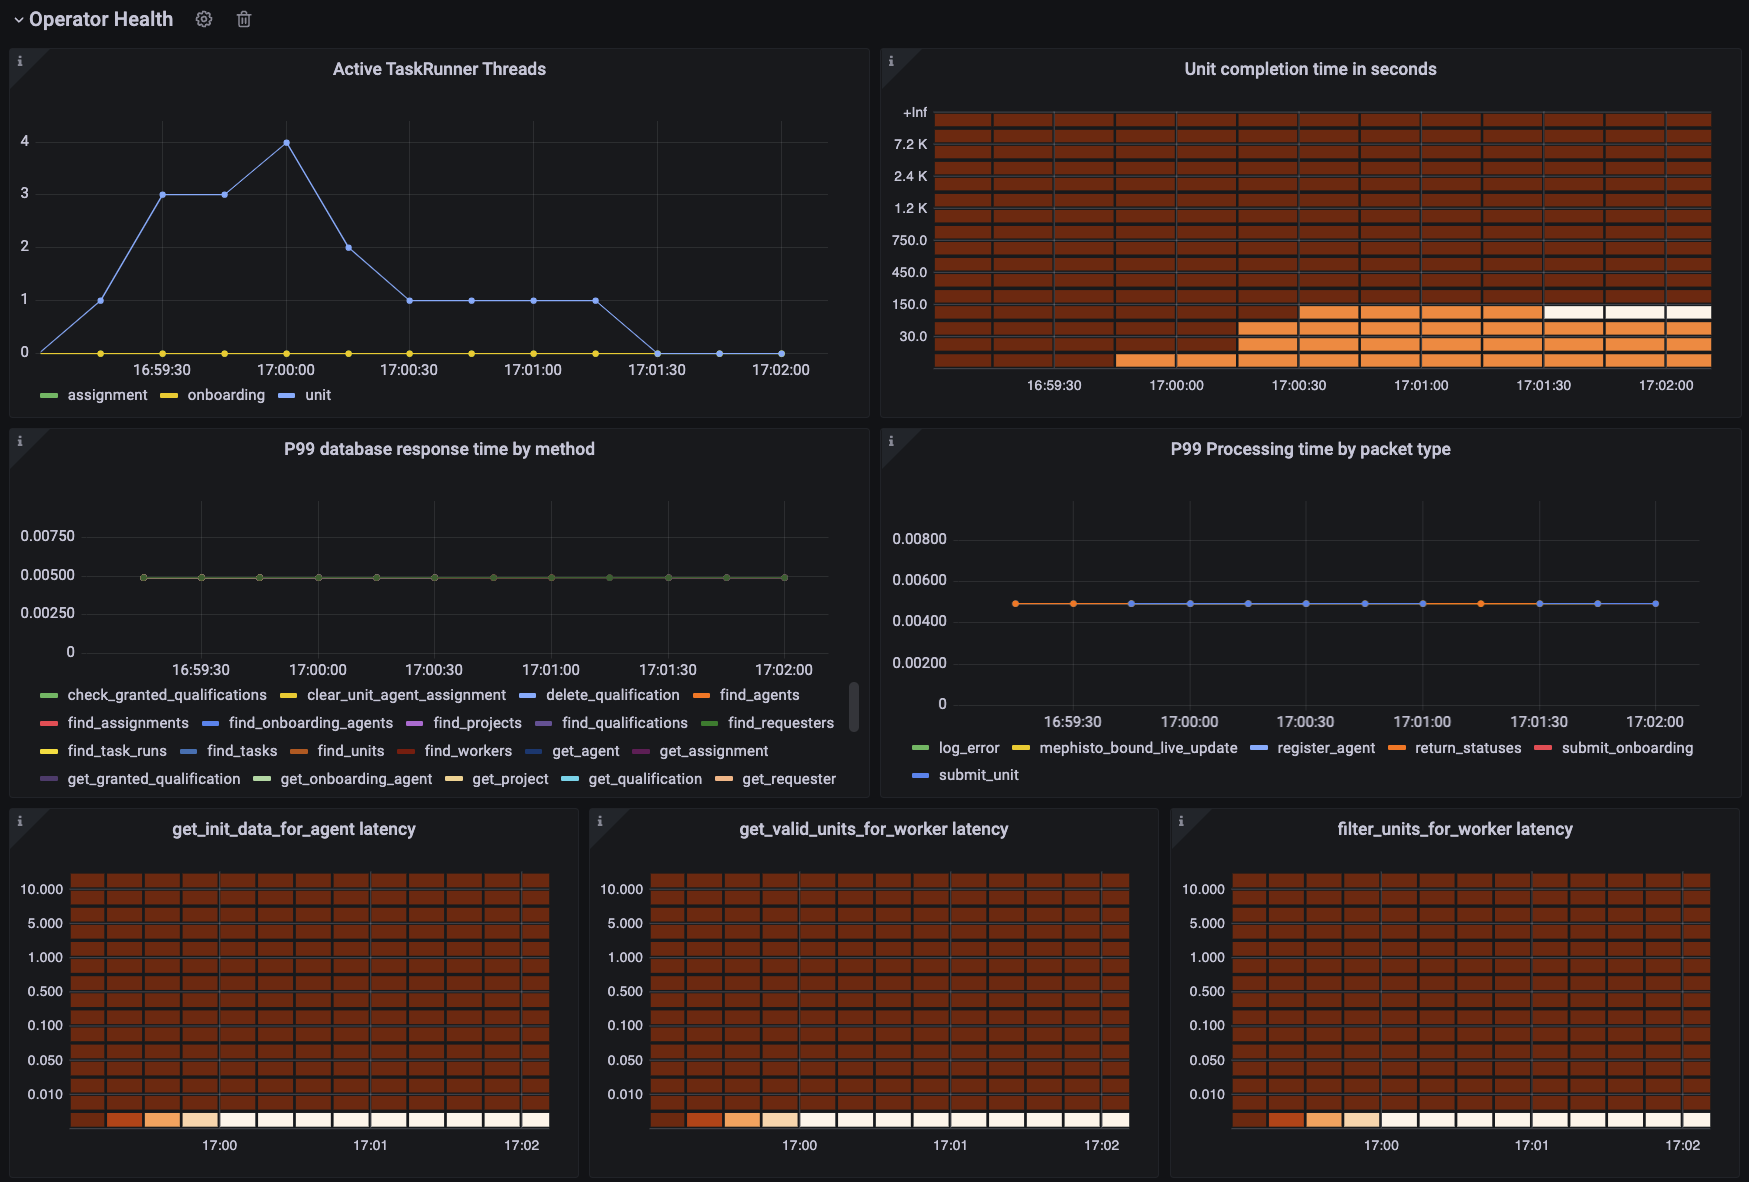 Operator Health
Active TaskRunner Threads
4
3
2
1
0
16:59:30 17:00:00 17:00:30 17:01:00 17:01:30 17:02:00
assignment onboarding unit
Unit completion time in seconds
+Inf
7.2 K
2.4 K
1.2 K
750.0
450.0
150.0
30.0
16:59:30 17:00:00 17:00:30 17:01:00 17:01:30 17:02:00
P99 database response time by method
0.00750
0.00500
0.00250
0
16:59:30 17:00:00 17:00:30 17:01:00 17:01:30 17:02:00
check_granted_qualifications clear_unit_agent_assignment delete_qualification find_agents
find_assignments find_onboarding_agents find_projects find_qualifications find_requesters
find_task_runs find_tasks find_units find_workers get_agent get_assignment
get_granted_qualification get_onboarding_agent get_project get_qualification get_requester
P99 Processing time by packet type
0.00800
0.00600
0.00400
0.00200
0
16:59:30 17:00:00 17:00:30 17:01:00 17:01:30 17:02:00
log_error mephisto_bound_live_update register_agent return_statuses submit_onboarding
submit_unit
get_init_data_for_agent latency
10.000
5.000
1.000
0.500
0.100
0.050
0.010
17:00 17:01 17:02
get_valid_units_for_worker latency
10.000
5.000
1.000
0.500
0.100
0.050
0.010
17:00 17:01 17:02
filter_units_for_worker latency
10.000
5.000
1.000
0.500
0.100
0.050
0.010
17:00 17:01 17:02